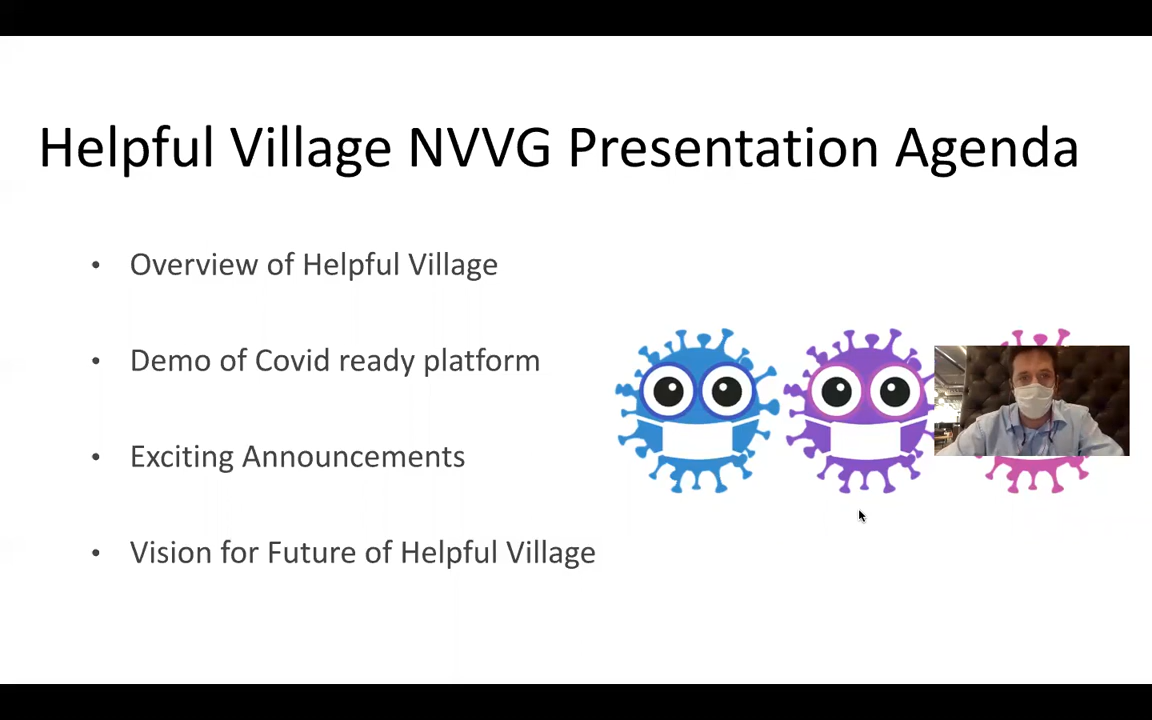 Helpful Village NVVG Presentation Agenda
• Overview of Helpful Village
• Demo of Covid ready platform
• Exciting Announcements
• Vision for Future of Helpful Village